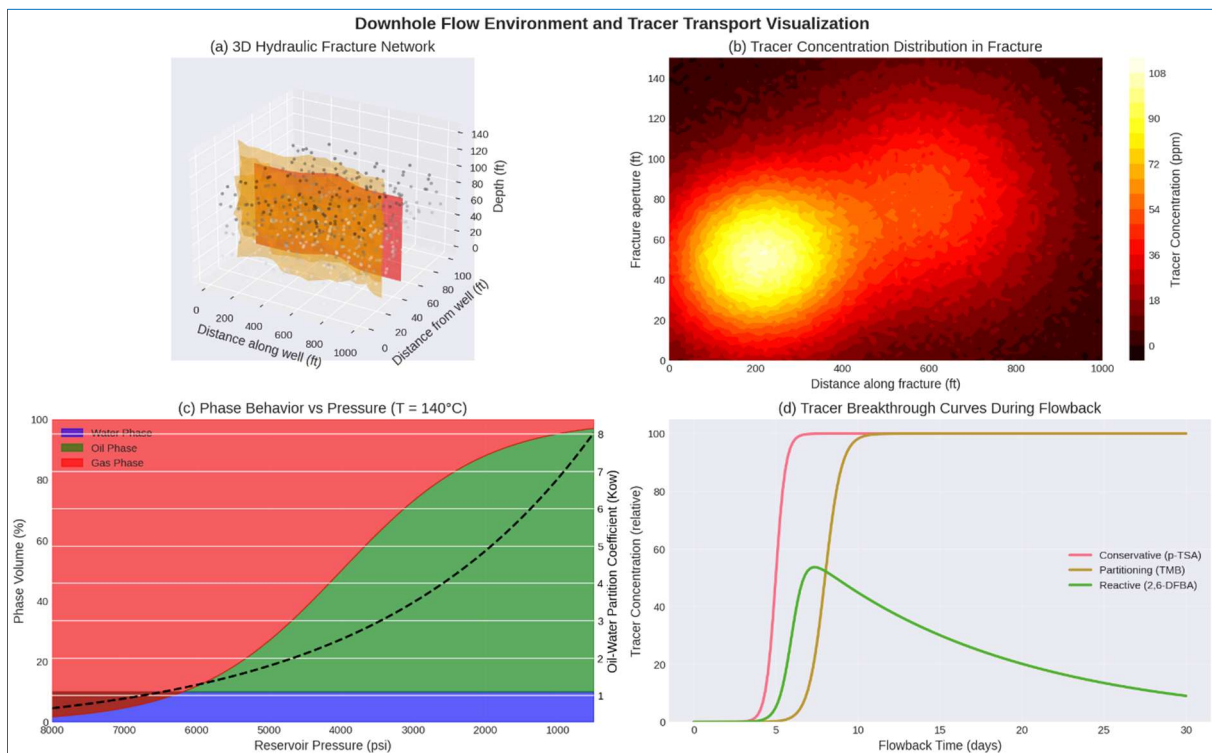 Downhole Flow Environment and Tracer Transport Visualization
(a) 3D Hydraulic Fracture Network
140
120
100
80
60
40
20
0
Depth (ft)
0
200
400
600
800
1000
Distance along well (ft)
0
20
40
60
80
100
Distance from well (ft)
(b) Tracer Concentration Distribution in Fracture
140
120
100
80
60
40
20
0
Fracture aperture (ft)
0 200 400 600 800 1000
Distance along fracture (ft)
108
90
72
54
36
18
0
Tracer Concentration (ppm)
(c) Phase Behavior vs Pressure (T = 140°C)
Water Phase
Oil Phase
Gas Phase
100
80
60
40
20
0
Phase Volume (%)
8
7
6
5
4
3
2
1
Oil-Water Partition Coefficient (Kow)
8000 7000 6000 5000 4000 3000 2000 1000
Reservoir Pressure (psi)
(d) Tracer Breakthrough Curves During Flowback
100
80
60
40
20
0
Tracer Concentration (relative)
Conservative (p-TSA)
Partitioning (TMB)
Reactive (2,6-DFBA)
0 5 10 15 20 25 30
Flowback Time (days)